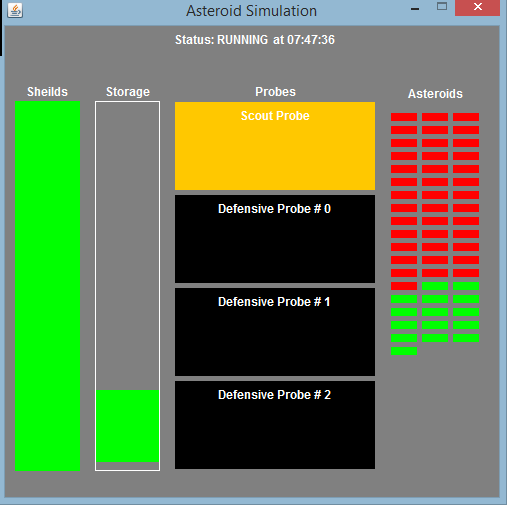 Asteroid Simulation
Status: RUNNING at 07:47:36
Sheilds
Storage
Probes
Asteroids
Scout Probe
Defensive Probe # 0
Defensive Probe # 1
Defensive Probe # 2